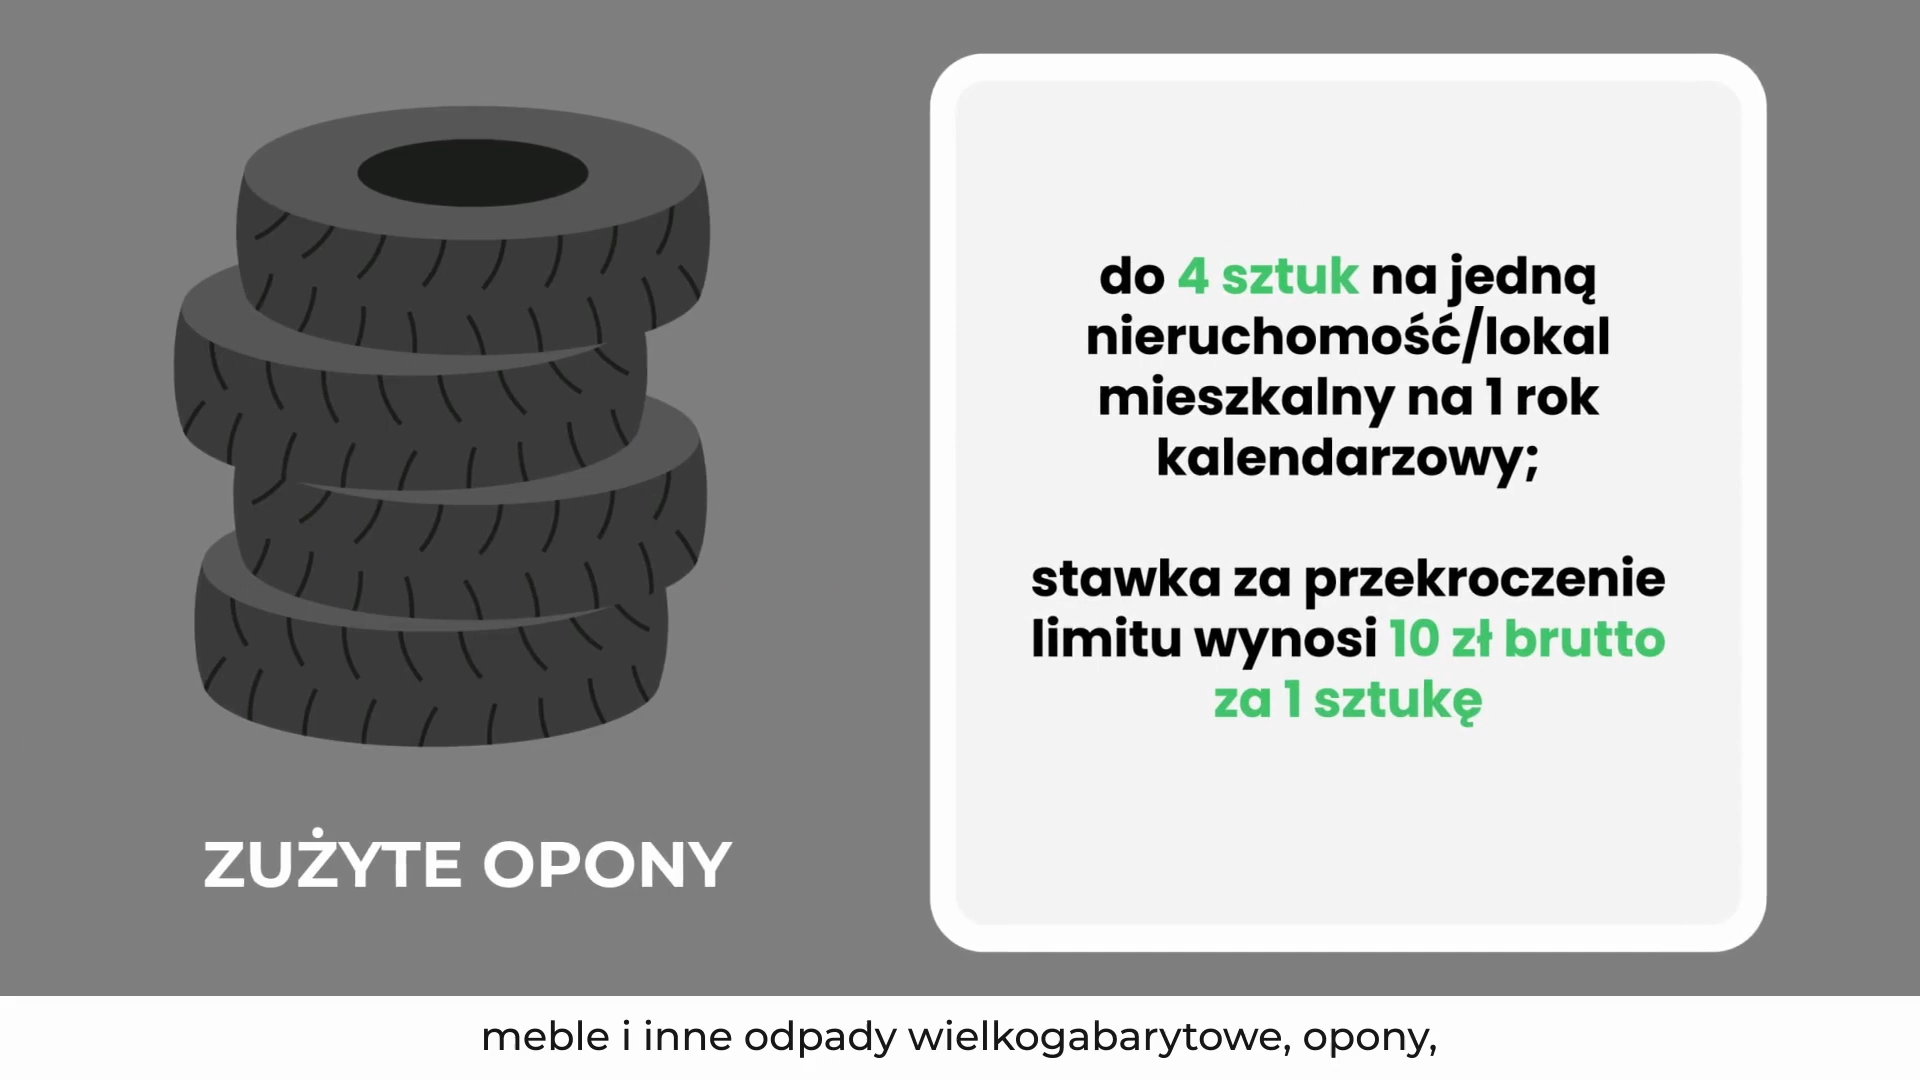 do 4 sztuk na jedną
nieruchomość/lokal
mieszkalny na 1 rok
kalendarzowy;
stawka za przekroczenie
limitu wynosi 10 zł brutto
za 1 sztukę
ZUŻYTE OPONY
meble i inne odpady wielkogabarytowe, opony,